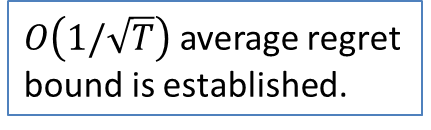 𝑂(1/√𝑇) average regret
bound is established.